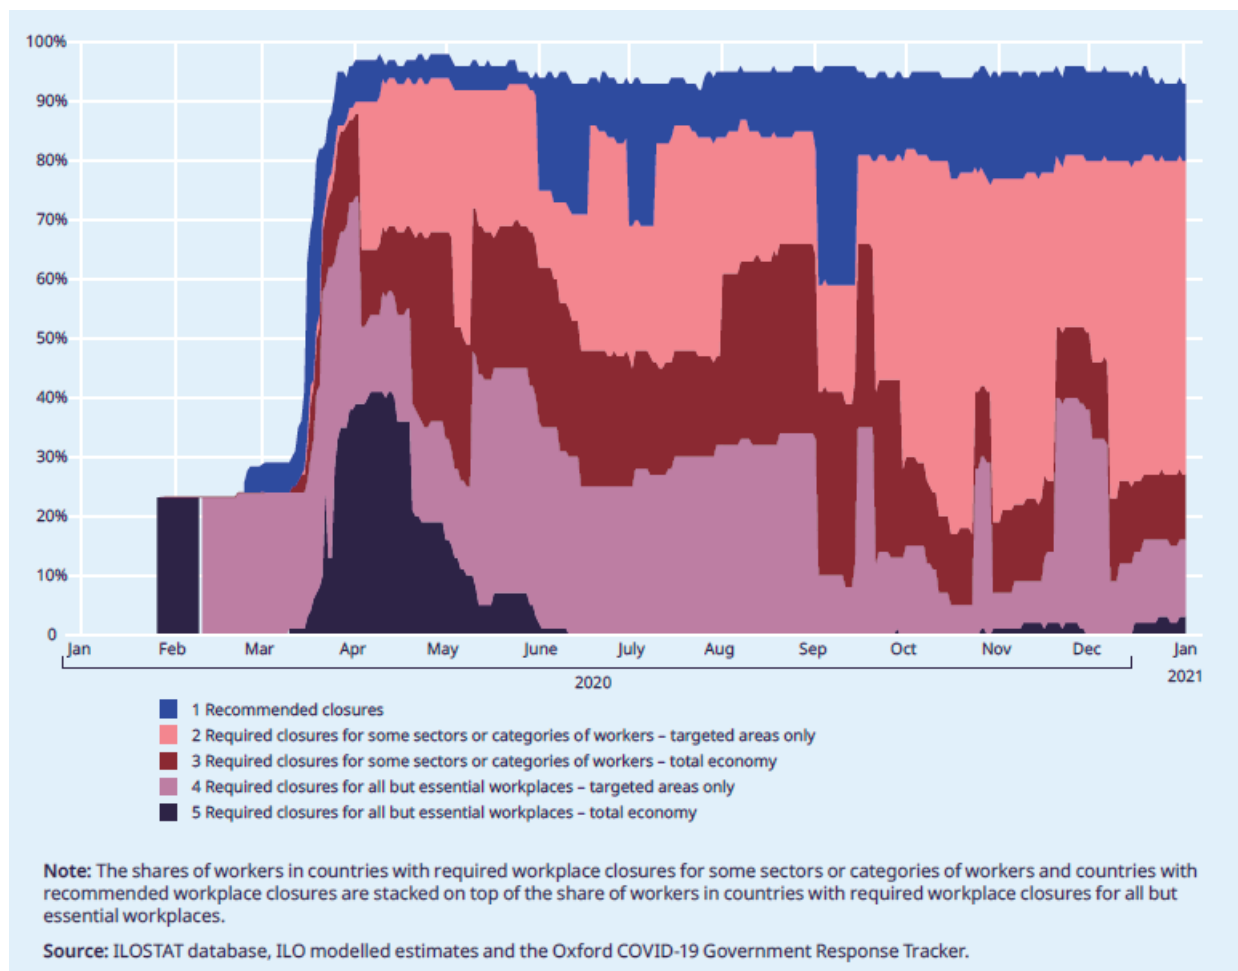 100%
90%
80%
70%
60%
50%
40%
30%
20%
10%
0
Jan Feb Mar Apr May June July Aug Sep Oct Nov Dec Jan
2020 2021
1 Recommended closures
2 Required closures for some sectors or categories of workers – targeted areas only
3 Required closures for some sectors or categories of workers – total economy
4 Required closures for all but essential workplaces – targeted areas only
5 Required closures for all but essential workplaces – total economy
Note: The shares of workers in countries with required workplace closures for some sectors or categories of workers and countries with
recommended workplace closures are stacked on top of the share of workers in countries with required workplace closures for all but
essential workplaces.
Source: ILOSTAT database, ILO modelled estimates and the Oxford COVID-19 Government Response Tracker.